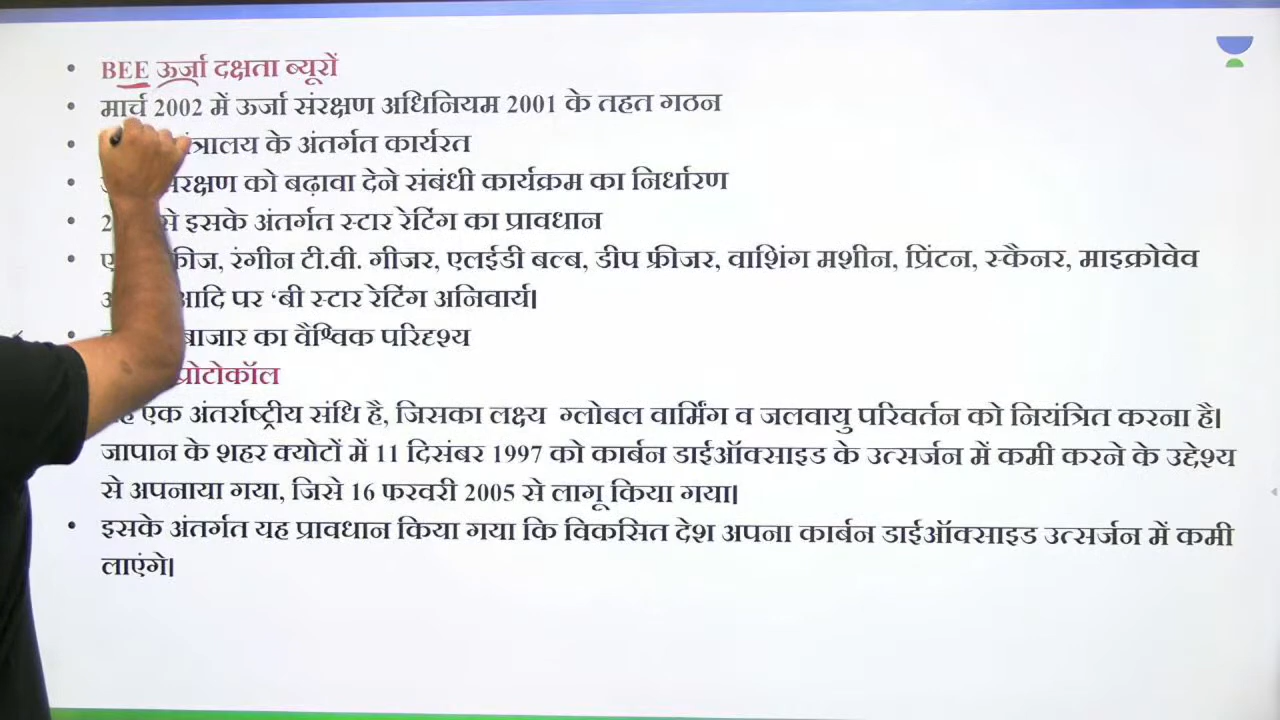 BEE ऊर्जा दक्षता ब्यूरों
मार्च 2002 में ऊर्जा संरक्षण अधिनियम 2001 के तहत गठन
के अंतर्गत कार्यरत
को बढ़ावा देने संबंधी कार्यक्रम का निर्धारण
से इसके अंतर्गत स्टार रेटिंग का प्रावधान
रंगीन टी.वी. गीजर, एलईडी बल्ब, डीप फ्रीजर, वाशिंग मशीन, प्रिंटन, स्कैनर, माइक्रोवेव
आदि पर ‘बी स्टार रेटिंग अनिवार्य।
बाजार का वैश्विक परिदृश्य
प्रोटोकॉल
एक अंतर्राष्ट्रीय संधि है, जिसका लक्ष्य ग्लोबल वार्मिंग व जलवायु परिवर्तन को नियंत्रित करना है।
जापान के शहर क्योटों में 11 दिसंबर 1997 को कार्बन डाईऑक्साइड के उत्सर्जन में कमी करने के उद्देश्य
से अपनाया गया, जिसे 16 फरवरी 2005 से लागू किया गया।
इसके अंतर्गत यह प्रावधान किया गया कि विकसित देश अपना कार्बन डाईऑक्साइड उत्सर्जन में कमी
लाएंगे।